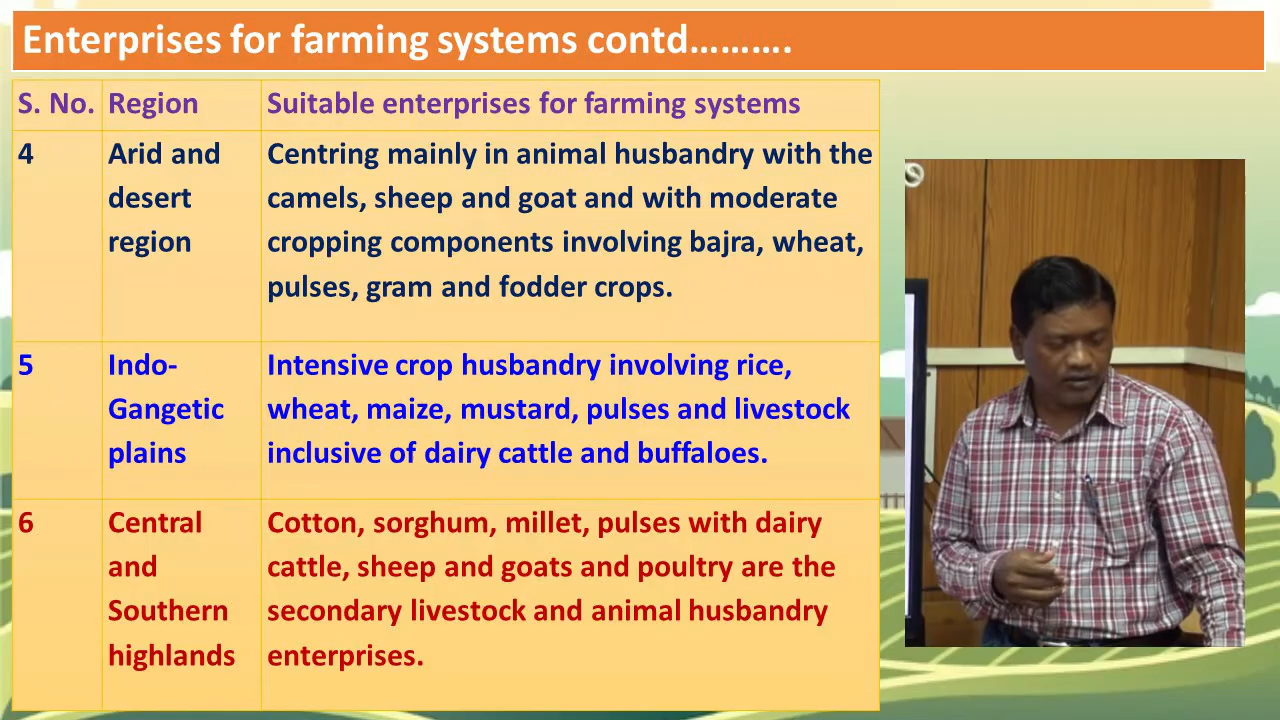 Enterprises for farming systems contd……….
S. No. Region Suitable enterprises for farming systems
4 Arid and desert region Centring mainly in animal husbandry with the
camels, sheep and goat and with moderate
cropping components involving bajra, wheat,
pulses, gram and fodder crops.
5 Indo-Gangetic plains Intensive crop husbandry involving rice,
wheat, maize, mustard, pulses and livestock
inclusive of dairy cattle and buffaloes.
6 Central and Southern highlands Cotton, sorghum, millet, pulses with dairy
cattle, sheep and goats and poultry are the
secondary livestock and animal husbandry
enterprises.